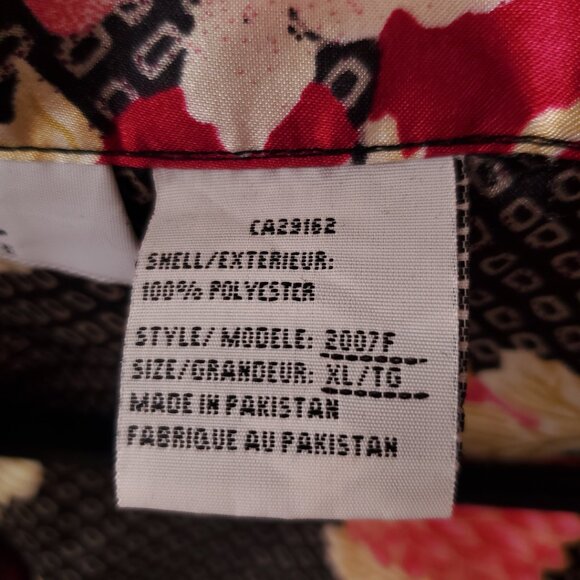 CA29162
SHELL/EXTERIEUR:
100% POLYESTER
STYLE/ MODELE: 2007F
SIZE/GRANDEUR: XL/TG
MADE IN PAKISTAN
FABRIQUE AU PAKISTAN